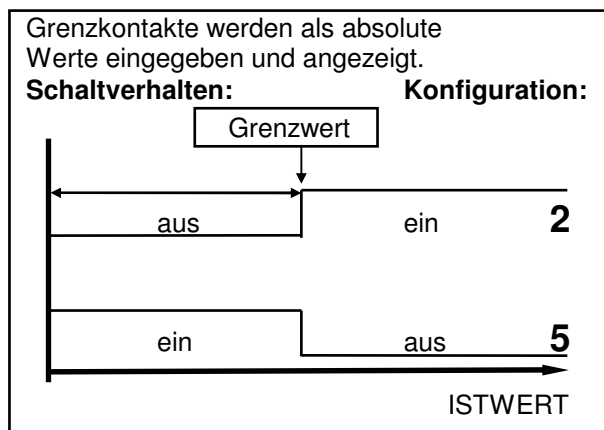 Grenzkontakte werden als absolute
Werte eingegeben und angezeigt.
Schaltverhalten: Konfiguration:
Grenzwert
aus ein 2
ein aus 5
ISTWERT